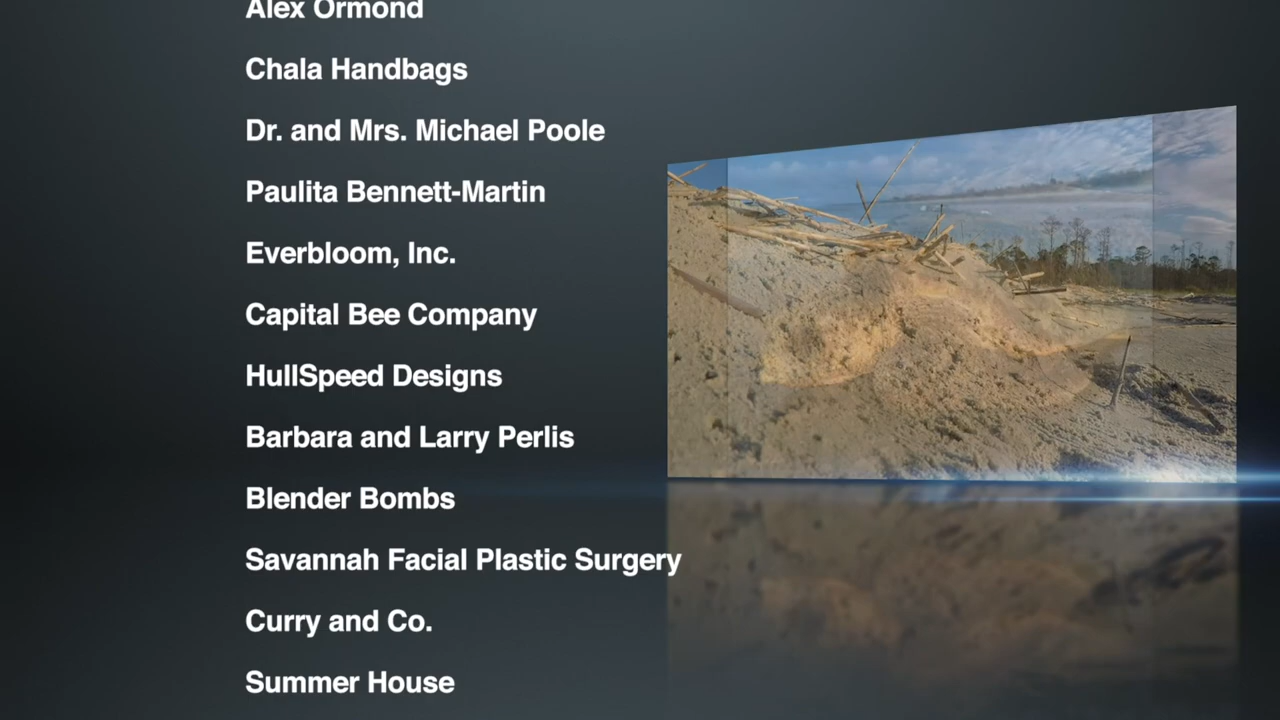 Alex Ormond
Chala Handbags
Dr. and Mrs. Michael Poole
Paulita Bennett-Martin
Everbloom, Inc.
Capital Bee Company
HullSpeed Designs
Barbara and Larry Perlis
Blender Bombs
Savannah Facial Plastic Surgery
Curry and Co.
Summer House